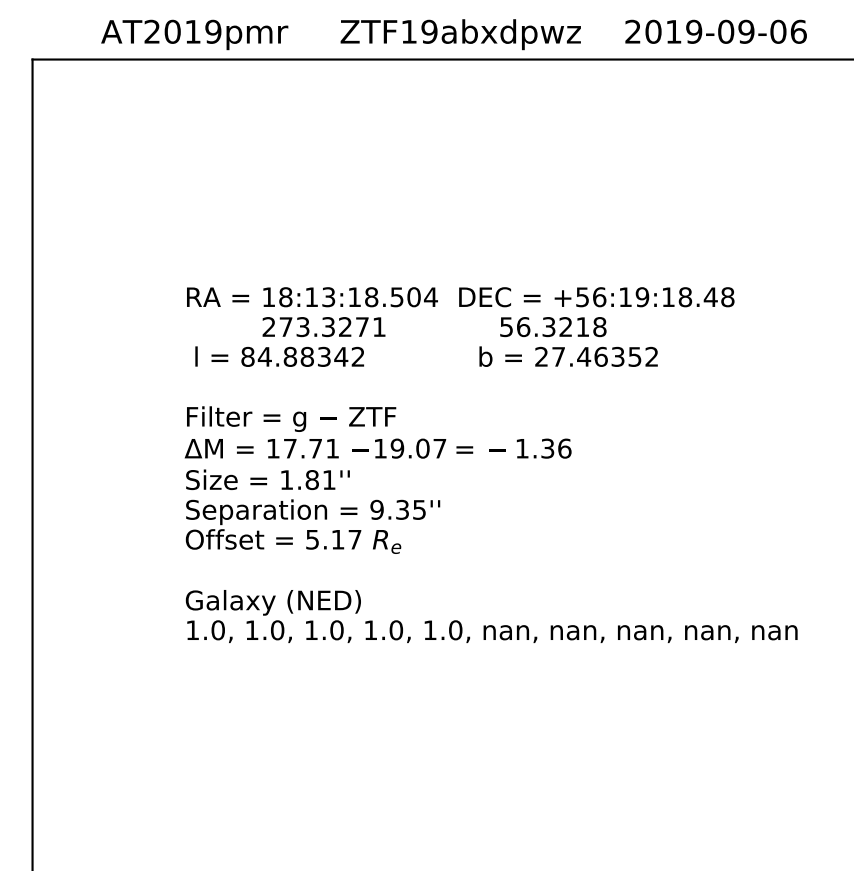 AT2019pmr ZTF19abxdpwz 2019-09-06
RA = 18:13:18.504 DEC = +56:19:18.48
273.3271 56.3218
l = 84.88342 b = 27.46352
Filter = g − ZTF
ΔM = 17.71 −19.07 = − 1.36
Size = 1.81''
Separation = 9.35''
Offset = 5.17 Re
Galaxy (NED)
1.0, 1.0, 1.0, 1.0, 1.0, nan, nan, nan, nan, nan